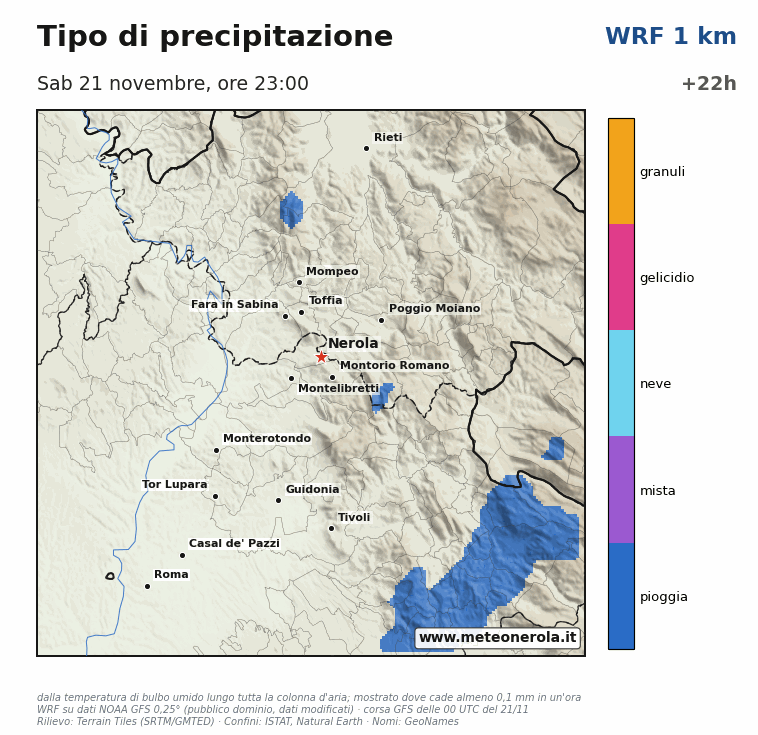 Tipo di precipitazione
WRF 1 km
Sab 21 novembre, ore 23:00
+22h
Rieti
Mompeo
Fara in Sabina
Toffia
Poggio Moiano
Nerola
Montorio Romano
Montelibretti
Monterotondo
Tor Lupara
Guidonia
Tivoli
Casal de' Pazzi
Roma
www.meteonerola.it
granuli
gelicidio
neve
mista
pioggia
dalla temperatura di bulbo umido lungo tutta la colonna d'aria; mostrato dove cade almeno 0,1 mm in un'ora
WRF su dati NOAA GFS 0,25° (pubblico dominio, dati modificati) · corsa GFS delle 00 UTC del 21/11
Rilievo: Terrain Tiles (SRTM/GMTED) · Confini: ISTAT, Natural Earth · Nomi: GeoNames